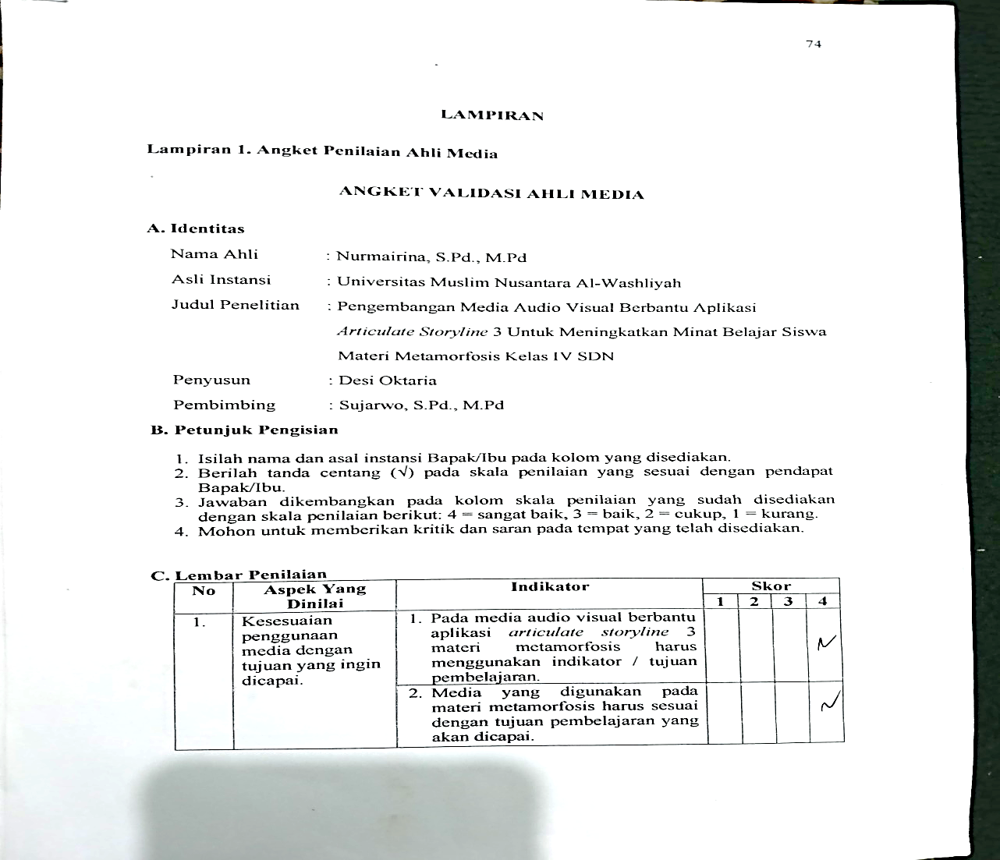 74
LAMPIRAN
Lampiran 1. Angket Penilaian Ahli Media
ANGKET VALIDASI AHLI MEDIA
A. Identitas
Nama Ahli : Nurmairina, S.Pd., M.Pd
Asli Instansi : Universitas Muslim Nusantara Al-Washliyah
Judul Penelitian : Pengembangan Media Audio Visual Berbantu Aplikasi
Articulate Storyline 3 Untuk Meningkatkan Minat Belajar Siswa
Materi Metamorfosis Kelas IV SDN
Penyusun : Desi Oktaria
Pembimbing : Sujarwo, S.Pd., M.Pd
B. Petunjuk Pengisian
1. Isilah nama dan asal instansi Bapak/Ibu pada kolom yang disediakan.
2. Berilah tanda centang (√) pada skala penilaian yang sesuai dengan pendapat
Bapak/Ibu.
3. Jawaban dikembangkan pada kolom skala penilaian yang sudah disediakan
dengan skala penilaian berikut: 4 = sangat baik, 3 = baik, 2 = cukup, 1 = kurang.
4. Mohon untuk memberikan kritik dan saran pada tempat yang telah disediakan.
C. Lembar Penilaian
No Aspek Yang Dinilai Indikator Skor
1 2 3 4
1. Kesesuaian
penggunaan
media dengan
tujuan yang ingin
dicapai.
1. Pada media audio visual berbantu
aplikasi articulate storyline 3
materi metamorfosis harus
menggunakan indikator / tujuan
pembelajaran.
√
2. Media yang digunakan pada
materi metamorfosis harus sesuai
dengan tujuan pembelajaran yang
akan dicapai.
√